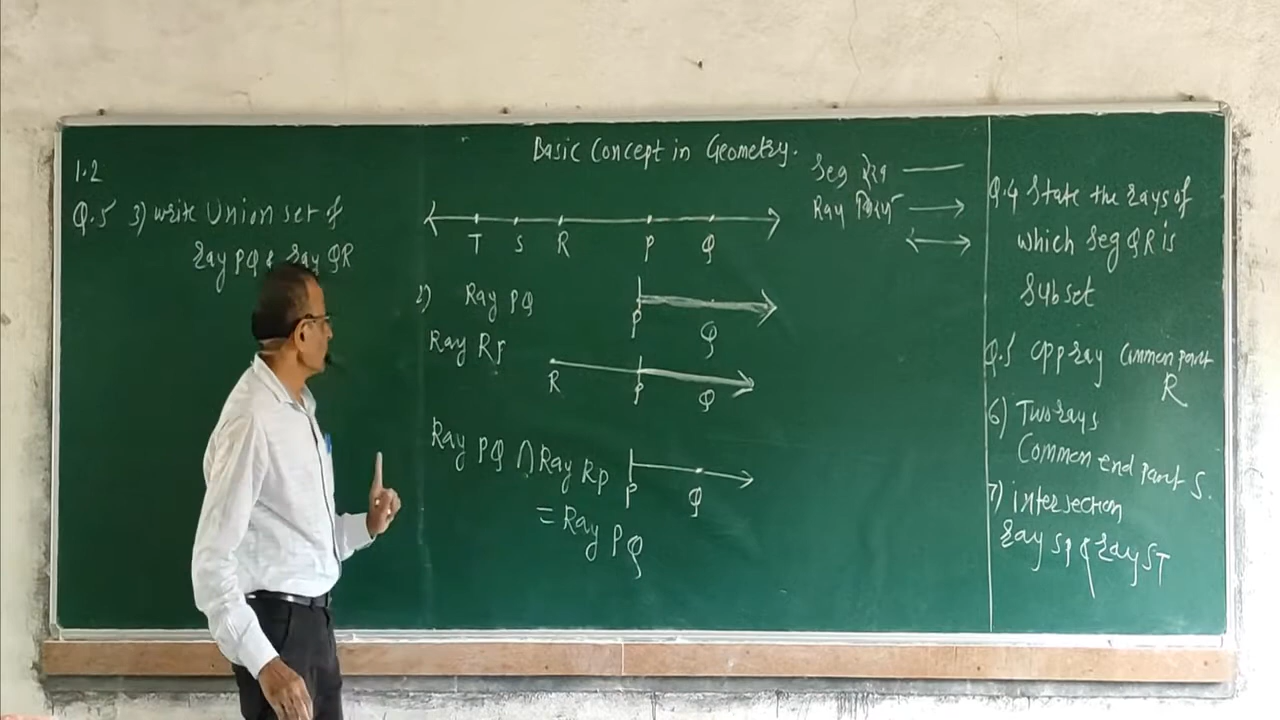 Basic Concept in Geometry.
1.2
Q.5 3) write Union set of
ray PQ & ray QR
T S R P Q
2) Ray PQ
P Q
Ray RP
R P Q
Ray PQ ∩ Ray RP
P Q
= Ray PQ
Seg रेख
Ray किरण
Q.4 State the rays of
which seg QR is
Subset
Q.5 opp ray Common point
R
6) Two rays
Common end point S.
7) intersection
ray SP & ray ST